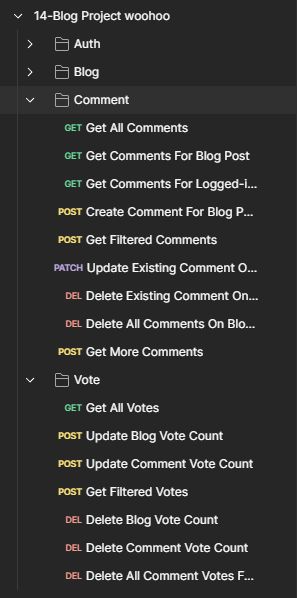 14-Blog Project woohoo
Auth
Blog
Comment
GET Get All Comments
GET Get Comments For Blog Post
GET Get Comments For Logged-i...
POST Create Comment For Blog P...
POST Get Filtered Comments
PATCH Update Existing Comment O...
DEL Delete Existing Comment On...
DEL Delete All Comments On Blo...
POST Get More Comments
Vote
GET Get All Votes
POST Update Blog Vote Count
POST Update Comment Vote Count
POST Get Filtered Votes
DEL Delete Blog Vote Count
DEL Delete Comment Vote Count
DEL Delete All Comment Votes F...